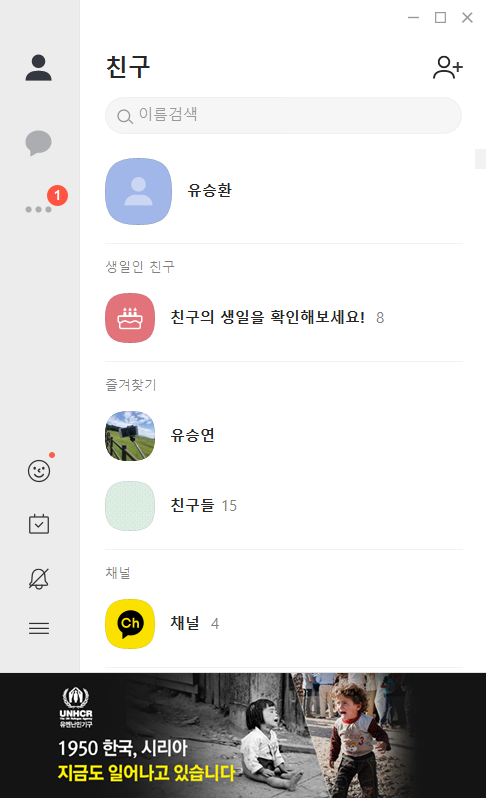 친구
이름검색
1
유승환
생일인 친구
친구의 생일을 확인해보세요! 8
즐겨찾기
유승연
친구들 15
채널
Ch
채널 4
UNHCR
유엔난민기구
1950 한국, 시리아
지금도 일어나고 있습니다